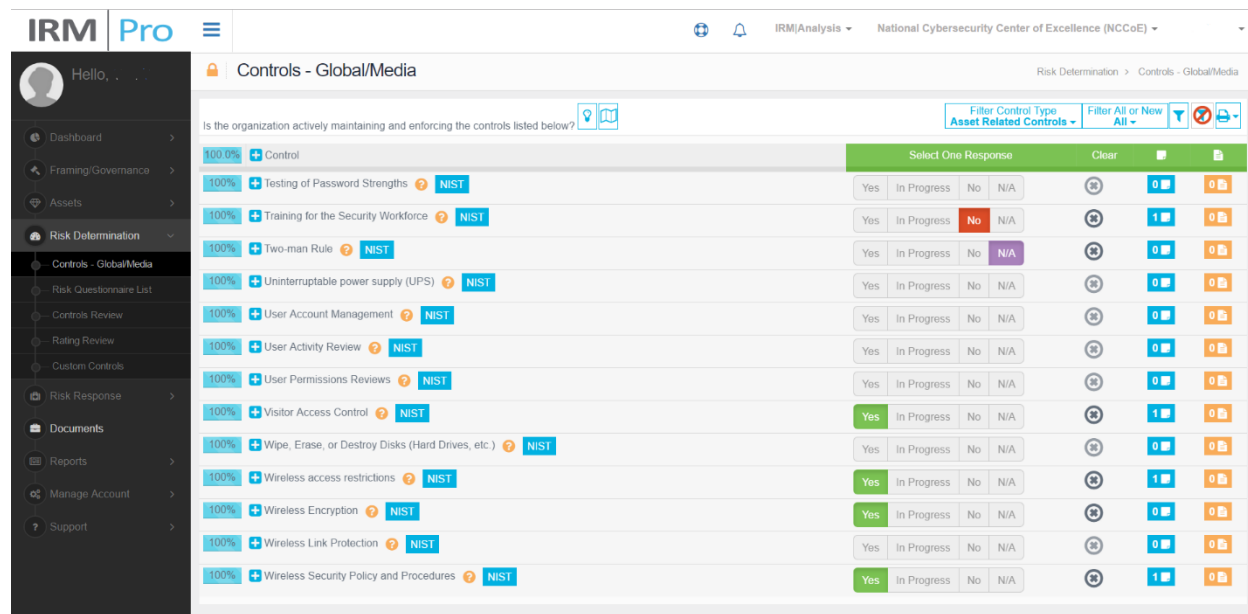 IRM Pro
IRM|Analysis National Cybersecurity Center of Excellence (NCCoE)
Hello,
Controls - Global/Media
Risk Determination > Controls - Global/Media
Is the organization actively maintaining and enforcing the controls listed below?
Filter Control Type
Asset Related Controls
Filter All or New
All
Dashboard
Framing/Governance
Assets
Risk Determination
Controls - Global/Media
Risk Questionnaire List
Controls Review
Rating Review
Custom Controls
Risk Response
Documents
Reports
Manage Account
Support
100.0% Control Select One Response Clear
100% Testing of Password Strengths ? NIST Yes In Progress No N/A 0 0
100% Training for the Security Workforce ? NIST Yes In Progress No N/A 1 0
100% Two-man Rule ? NIST Yes In Progress No N/A 0 0
100% Uninterruptable power supply (UPS) ? NIST Yes In Progress No N/A 0 0
100% User Account Management ? NIST Yes In Progress No N/A 0 0
100% User Activity Review ? NIST Yes In Progress No N/A 0 0
100% User Permissions Reviews ? NIST Yes In Progress No N/A 0 0
100% Visitor Access Control ? NIST Yes In Progress No N/A 1 0
100% Wipe, Erase, or Destroy Disks (Hard Drives, etc.) ? NIST Yes In Progress No N/A 0 0
100% Wireless access restrictions ? NIST Yes In Progress No N/A 1 0
100% Wireless Encryption ? NIST Yes In Progress No N/A 0 0
100% Wireless Link Protection ? NIST Yes In Progress No N/A 0 0
100% Wireless Security Policy and Procedures ? NIST Yes In Progress No N/A 1 0